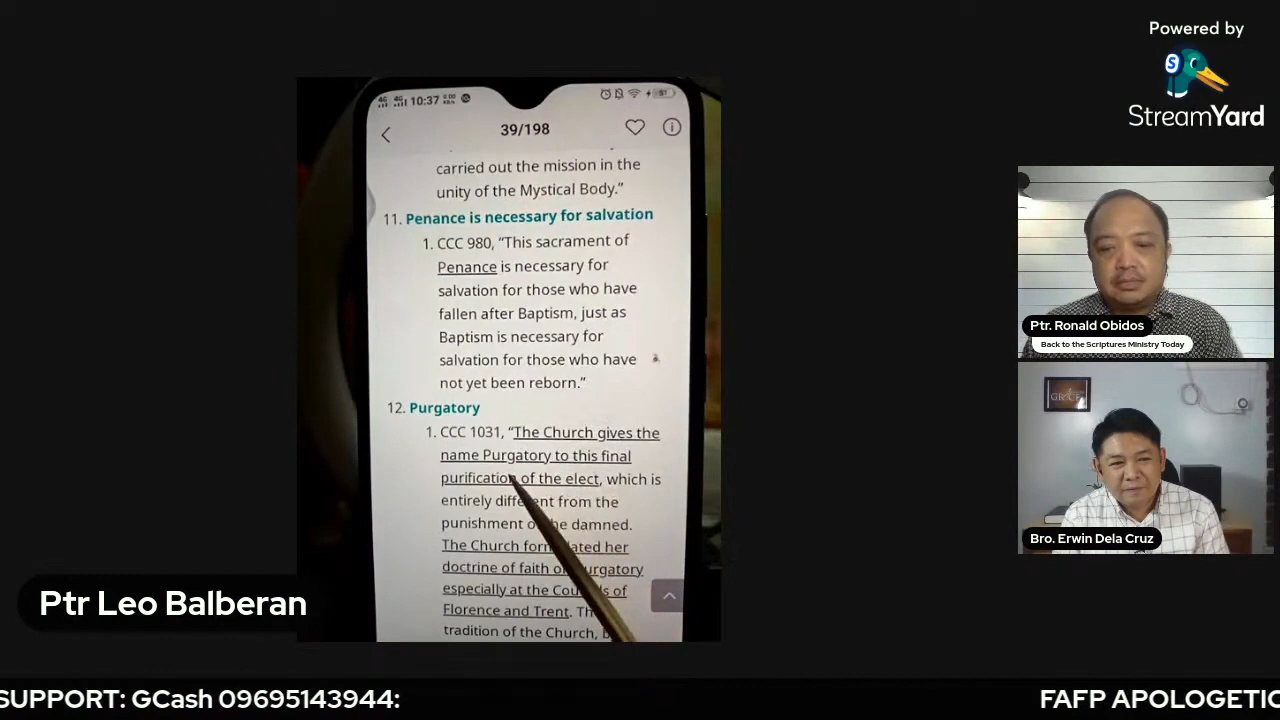 Powered by
StreamYard
10:37
39/198
carried out the mission in the
unity of the Mystical Body.”
11. Penance is necessary for salvation
1. CCC 980, “This sacrament of
Penance is necessary for
salvation for those who have
fallen after Baptism, just as
Baptism is necessary for
salvation for those who have
not yet been reborn.”
12. Purgatory
1. CCC 1031, “The Church gives the
name Purgatory to this final
purification of the elect, which is
entirely different from the
punishment of the damned.
The Church formulated her
doctrine of faith on Purgatory
especially at the Councils of
Florence and Trent. The
tradition of the Church, by
Ptr. Ronald Obidos
Back to the Scriptures Ministry Today
GRACE
Bro. Erwin Dela Cruz
Ptr Leo Balberan
SUPPORT: GCash 09695143944:
FAFP APOLOGETIC